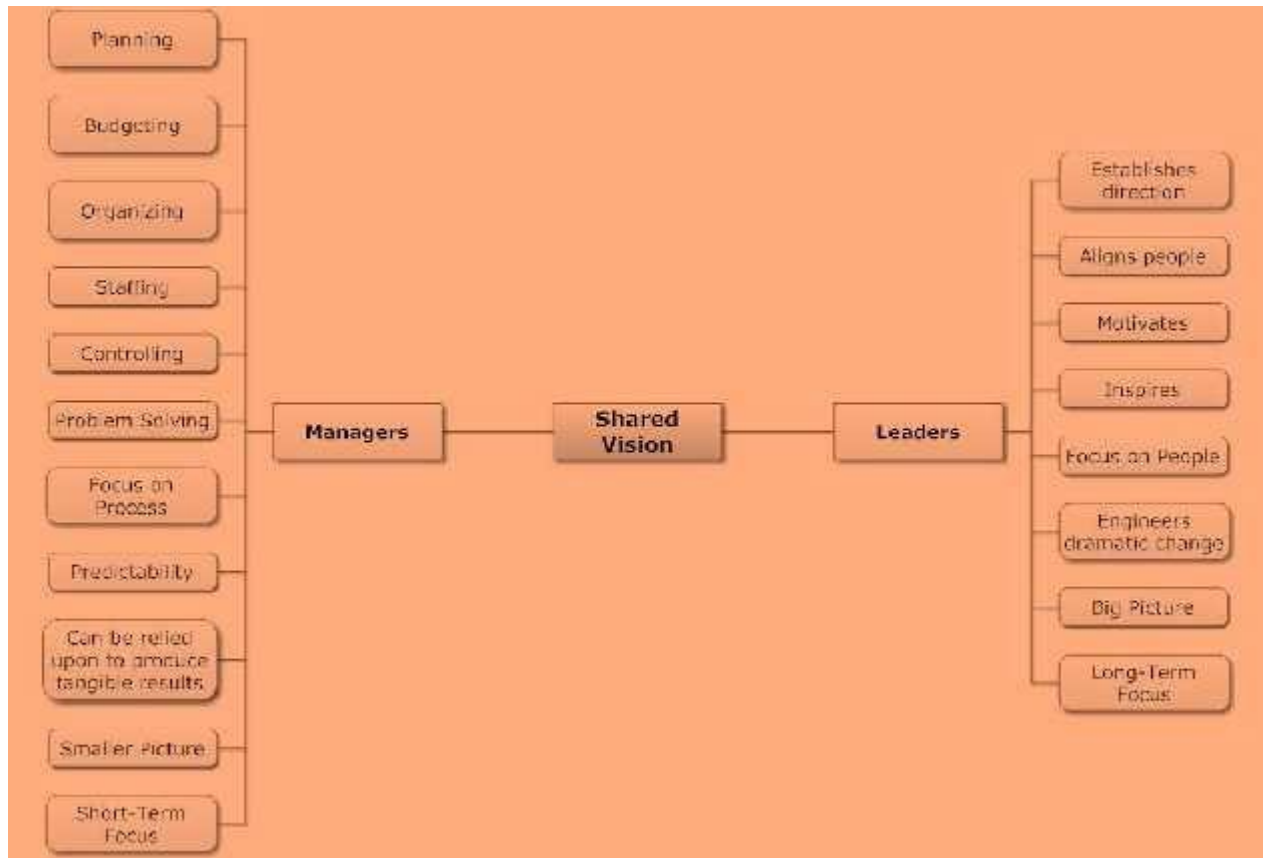 Planning
Budgeting
Organizing
Staffing
Controlling
Problem Solving
Focus on
Process
Predictability
Can be relied
upon to produce
tangible results
Smaller Picture
Short-Term
Focus
Managers
Shared
Vision
Leaders
Establishes
direction
Aligns people
Motivates
Inspires
Focus on People
Engineers
dramatic change
Big Picture
Long-Term
Focus